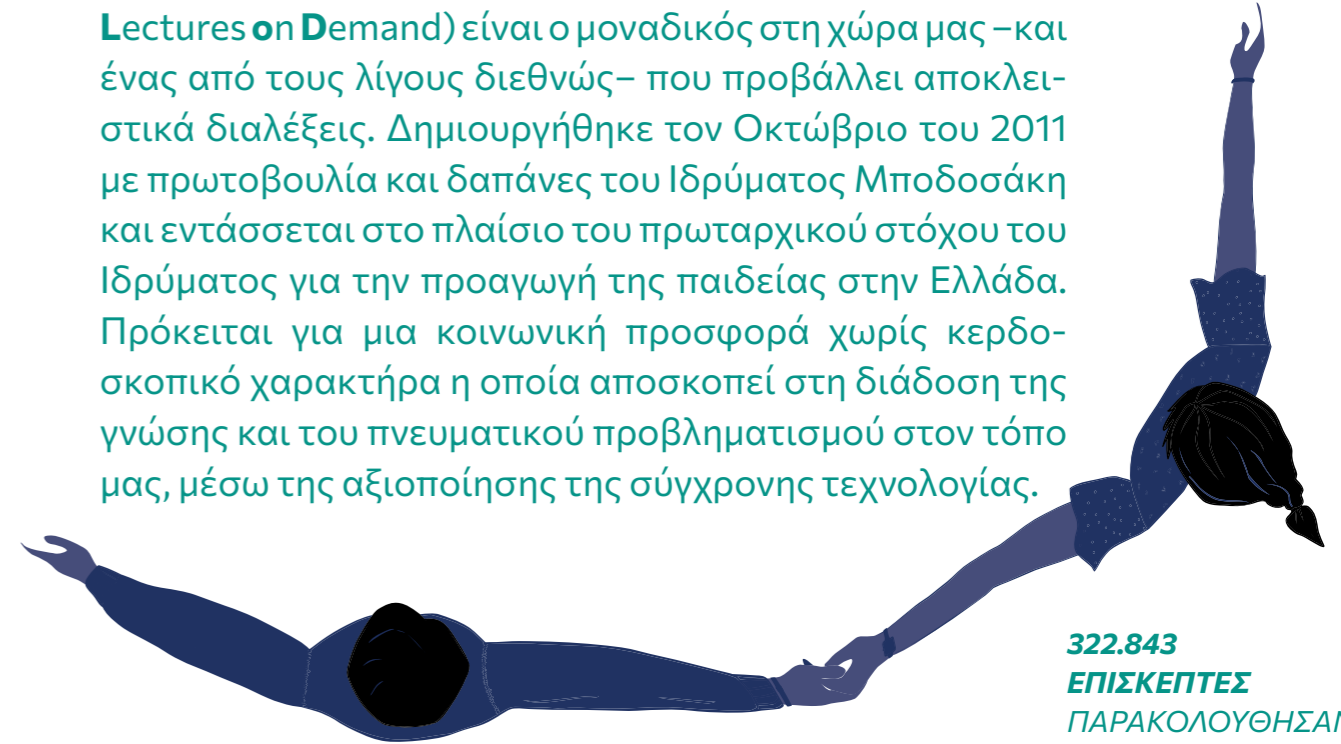 Lectures on Demand) είναι ο μοναδικός στη χώρα μας –και
ένας από τους λίγους διεθνώς– που προβάλλει αποκλει-
στικά διαλέξεις. Δημιουργήθηκε τον Οκτώβριο του 2011
με πρωτοβουλία και δαπάνες του Ιδρύματος Μποδοσάκη
και εντάσσεται στο πλαίσιο του πρωταρχικού στόχου του
Ιδρύματος για την προαγωγή της παιδείας στην Ελλάδα.
Πρόκειται για μια κοινωνική προσφορά χωρίς κερδο-
σκοπικό χαρακτήρα η οποία αποσκοπεί στη διάδοση της
γνώσης και του πνευματικού προβληματισμού στον τόπο
μας, μέσω της αξιοποίησης της σύγχρονης τεχνολογίας.
322.843
ΕΠΙΣΚΕΠΤΕΣ
ΠΑΡΑΚΟΛΟΥΘΗΣΑΝ